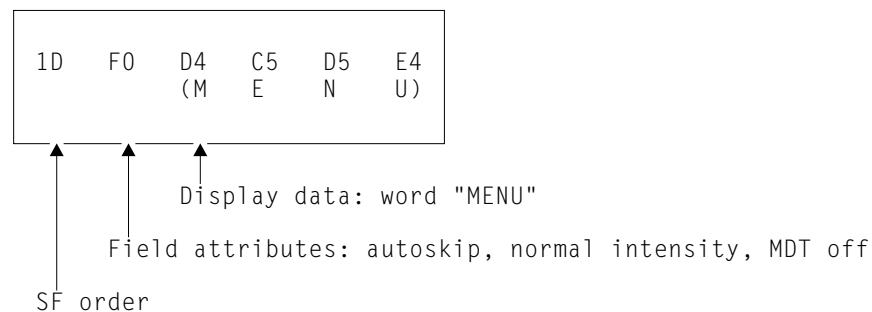 1D F0 D4 C5 D5 E4
(M E N U)
Display data: word "MENU"
Field attributes: autoskip, normal intensity, MDT off
SF order